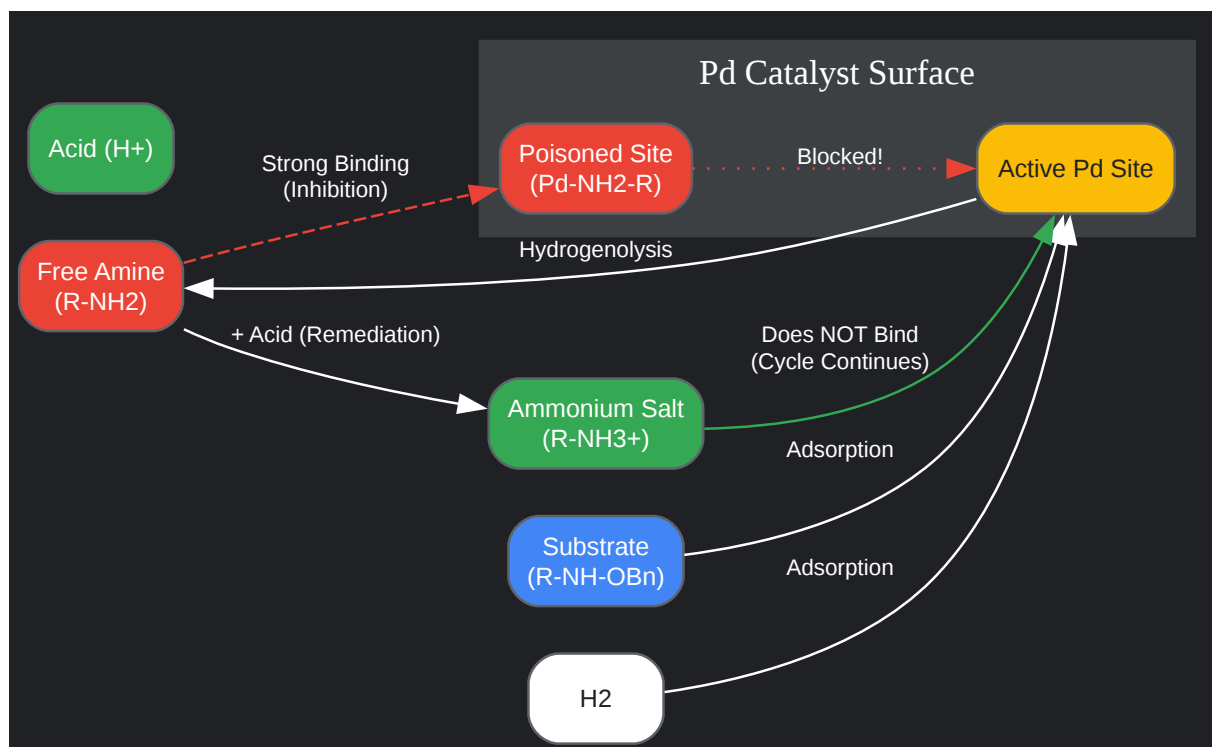 Pd Catalyst Surface
Acid (H+)
Strong Binding
(Inhibition)
Poisoned Site
(Pd-NH2-R)
Blocked!
Active Pd Site
Free Amine
(R-NH2)
Hydrogenolysis
+ Acid (Remediation)
Does NOT Bind
(Cycle Continues)
Ammonium Salt
(R-NH3+)
Adsorption
Substrate
(R-NH-OBn)
Adsorption
H2